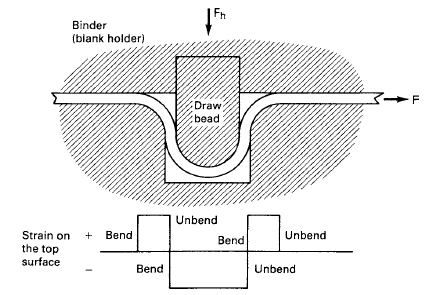 Binder
(blank holder)
Fh
Draw
bead
F
Strain on
the top
surface
+
−
Bend
Unbend
Bend
Unbend
Bend
Unbend